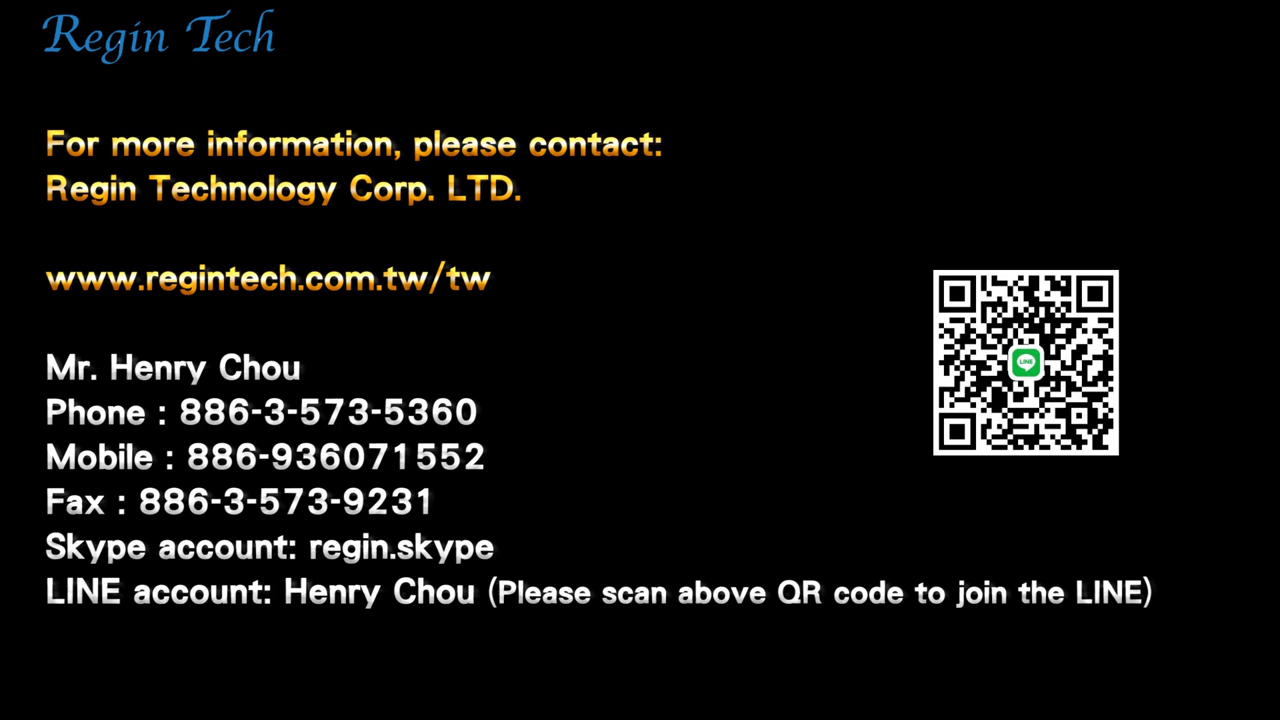 Regin Tech
For more information, please contact:
Regin Technology Corp. LTD.
www.regintech.com.tw/tw
Mr. Henry Chou
Phone : 886-3-573-5360
Mobile : 886-936071552
Fax : 886-3-573-9231
Skype account: regin.skype
LINE account: Henry Chou (Please scan above QR code to join the LINE)
LINE